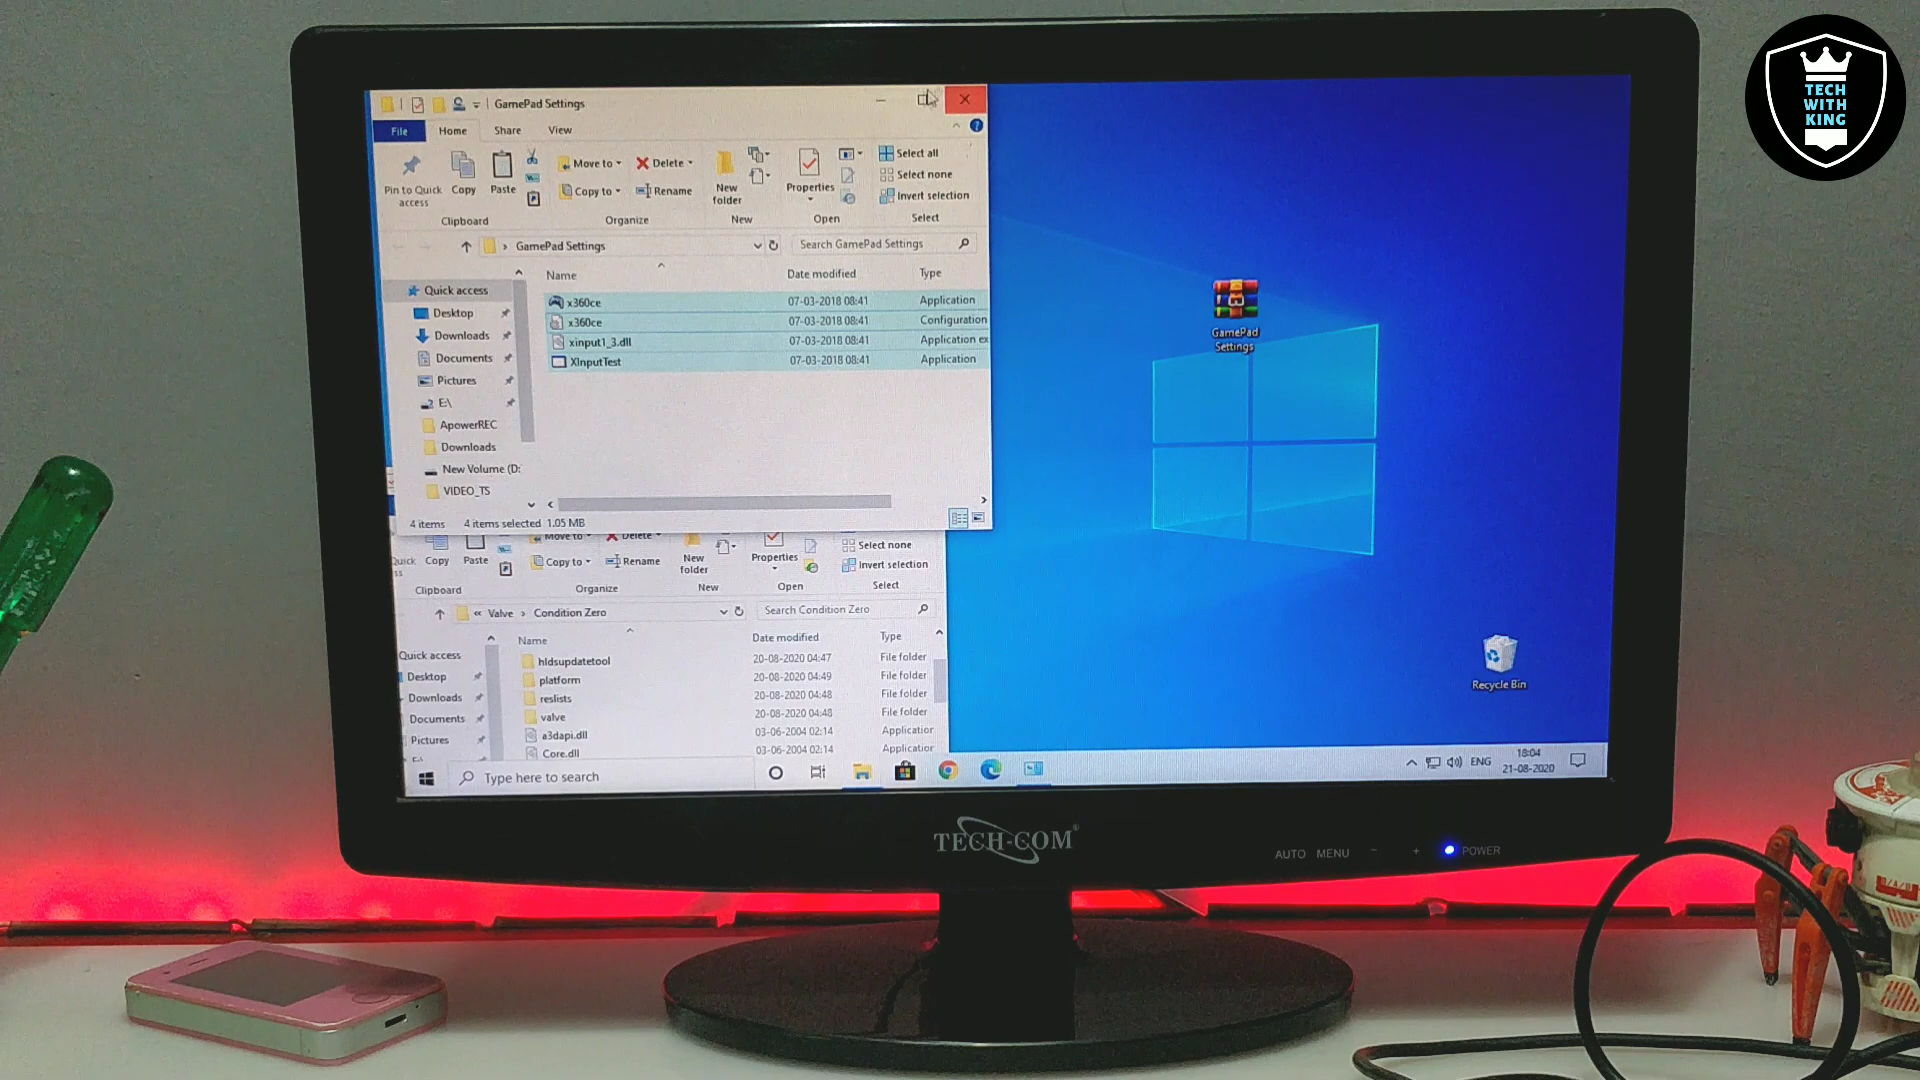 TECH
WITH
KING
GamePad Settings
File Home Share View
Pin to Quick access
Copy
Paste
Move to
Copy to
Delete
Rename
New folder
Properties
Select all
Select none
Invert selection
Clipboard Organize New Open Select
GamePad Settings
Search GamePad Settings
Name Date modified Type
x360ce 07-03-2018 08:41 Application
x360ce 07-03-2018 08:41 Configuration
xinput1_3.dll 07-03-2018 08:41 Application ex
XInputTest 07-03-2018 08:41 Application
Quick access
Desktop
Downloads
Documents
Pictures
E:\
ApowerREC
Downloads
New Volume (D:
VIDEO_TS
4 items 4 items selected 1.05 MB
Quick
ss
Copy
Paste
Move to
Copy to
Delete
Rename
New folder
Properties
Select none
Invert selection
Clipboard Organize New Open Select
« Valve › Condition Zero
Search Condition Zero
Name Date modified Type
hldsupdatetool 20-08-2020 04:47 File folder
platform 20-08-2020 04:49 File folder
reslists 20-08-2020 04:48 File folder
valve 20-08-2020 04:48 File folder
a3dapi.dll 03-06-2004 02:14 Application
Core.dll 03-06-2004 02:14 Application
Quick access
Desktop
Downloads
Documents
Pictures
GamePad
Settings
Recycle Bin
Type here to search
ENG
18:04
21-08-2020
TECH-COM®
AUTO MENU - + POWER